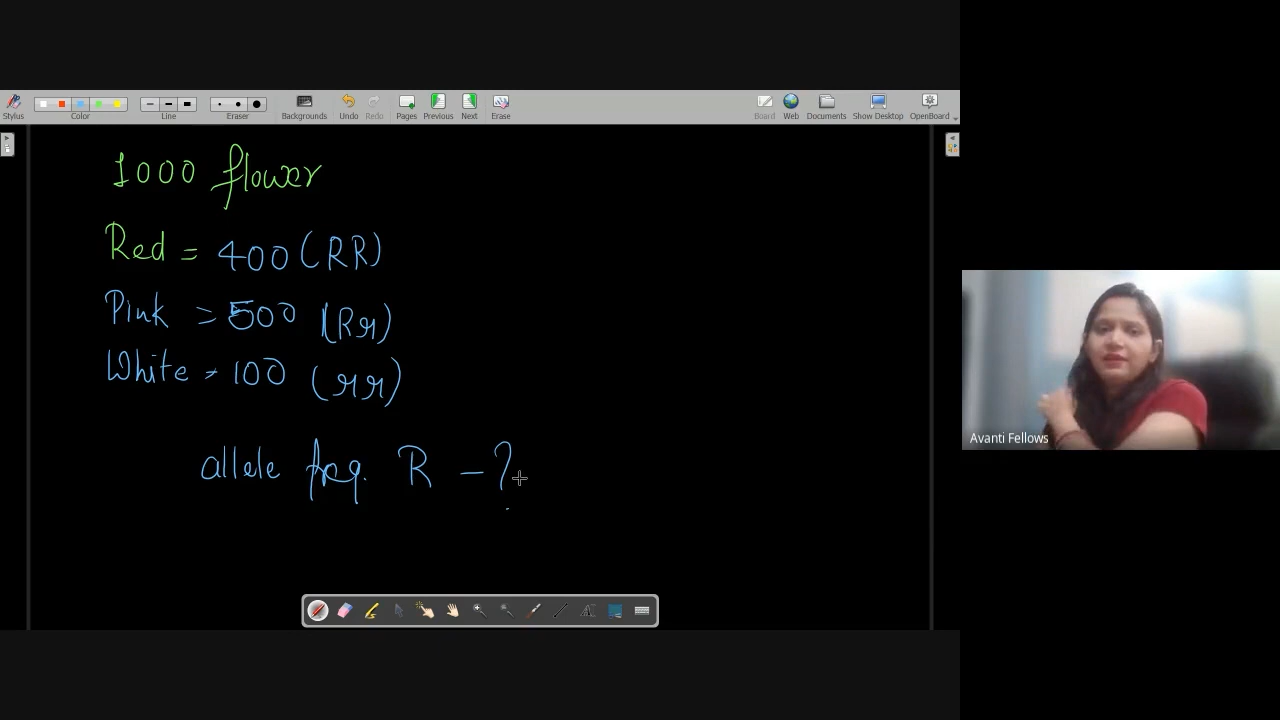 Stylus Color Line Eraser Backgrounds Undo Redo Pages Previous Next Erase Board Web Documents Show Desktop OpenBoard
1000 flower
Red = 400 (RR)
Pink = 500 (Rr)
White = 100 (rr)
allele freq. R - ?
Avanti Fellows